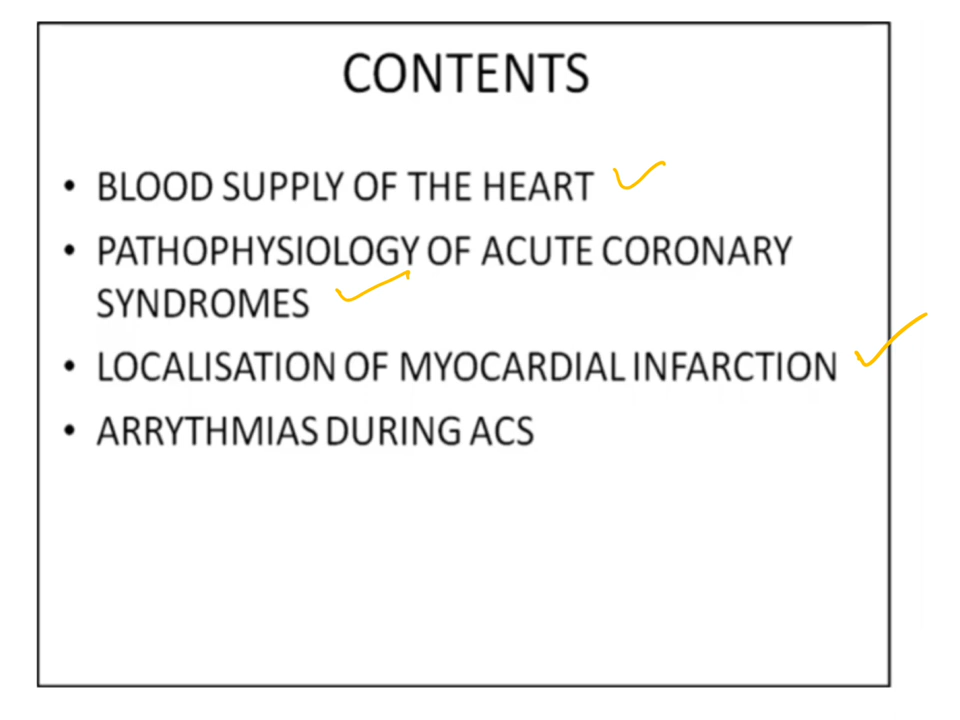 CONTENTS
• BLOOD SUPPLY OF THE HEART
• PATHOPHYSIOLOGY OF ACUTE CORONARY
SYNDROMES
• LOCALISATION OF MYOCARDIAL INFARCTION
• ARRYTHMIAS DURING ACS